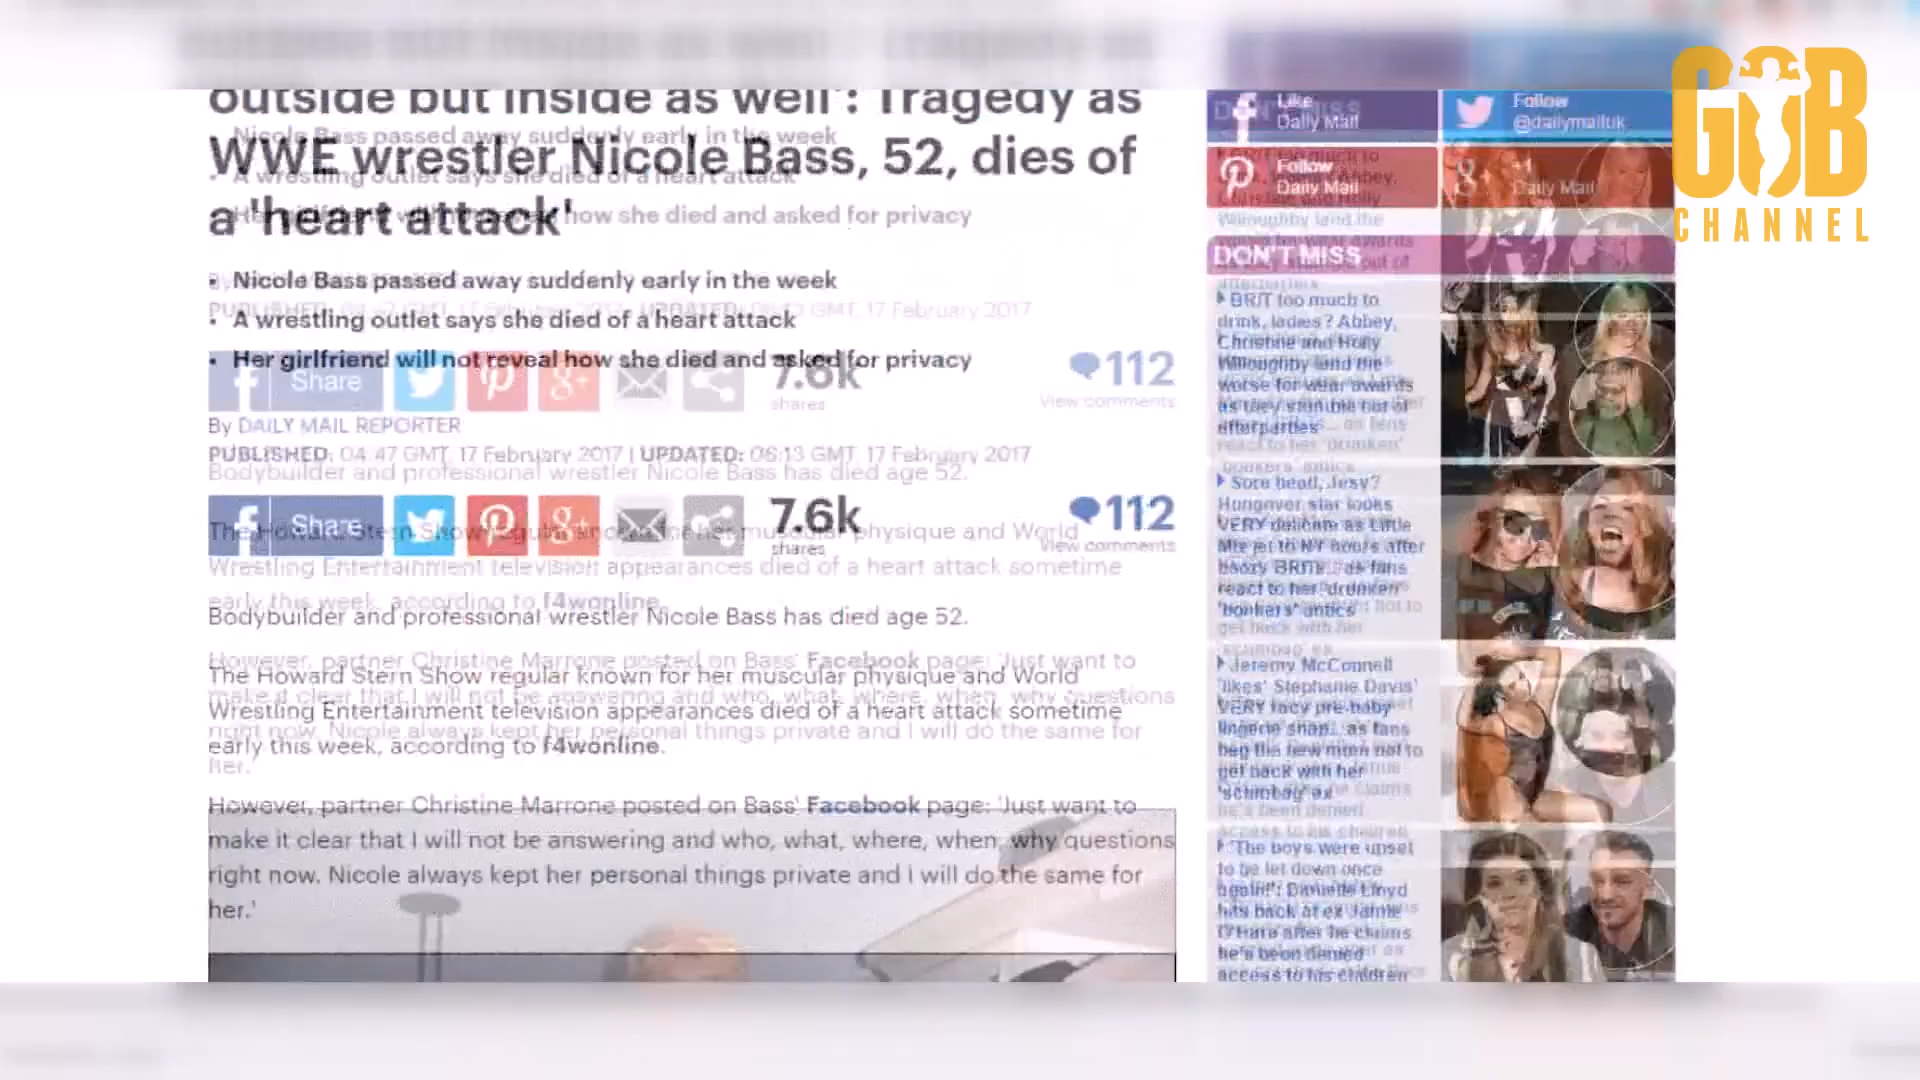 outside but inside as well': Tragedy as
WWE wrestler Nicole Bass, 52, dies of
a 'heart attack'
• Nicole Bass passed away suddenly early in the week
• A wrestling outlet says she died of a heart attack
• Her girlfriend will not reveal how she died and asked for privacy
By DAILY MAIL REPORTER
PUBLISHED: 04:47 GMT, 17 February 2017 | UPDATED: 06:13 GMT, 17 February 2017
Share
7.6k
shares
112
View comments
Bodybuilder and professional wrestler Nicole Bass has died age 52.
The Howard Stern Show regular known for her muscular physique and World
Wrestling Entertainment television appearances died of a heart attack sometime
early this week, according to f4wonline.
However, partner Christine Marrone posted on Bass' Facebook page: 'Just want to
make it clear that I will not be answering and who, what, where, when, why questions
right now. Nicole always kept her personal things private and I will do the same for
her.'
Like
Daily Mail
Follow
@dailymailuk
Follow
Daily Mail
+1
Daily Mail
DON'T MISS
BRIT too much to
drink, ladies? Abbey,
Christine and Holly
Willoughby lend the
worse for wear awards
as they stumble out of
afterparties
Sore head, Jesy?
Hungover star looks
VERY delicate as Little
Mix jet to NY hours after
boozy BRITs... as fans
react to her 'drunken'
'bonkers' antics
Jeremy McConnell
'likes' Stephanie Davis'
VERY racy pre-baby
lingerie snap... as fans
beg the new mum not to
get back with her
'scumbag' ex
'The boys were upset
to be let down once
again!': Danielle Lloyd
hits back at ex Jamie
O'Hara after he claims
he's been denied
access to his children
GOB
CHANNEL